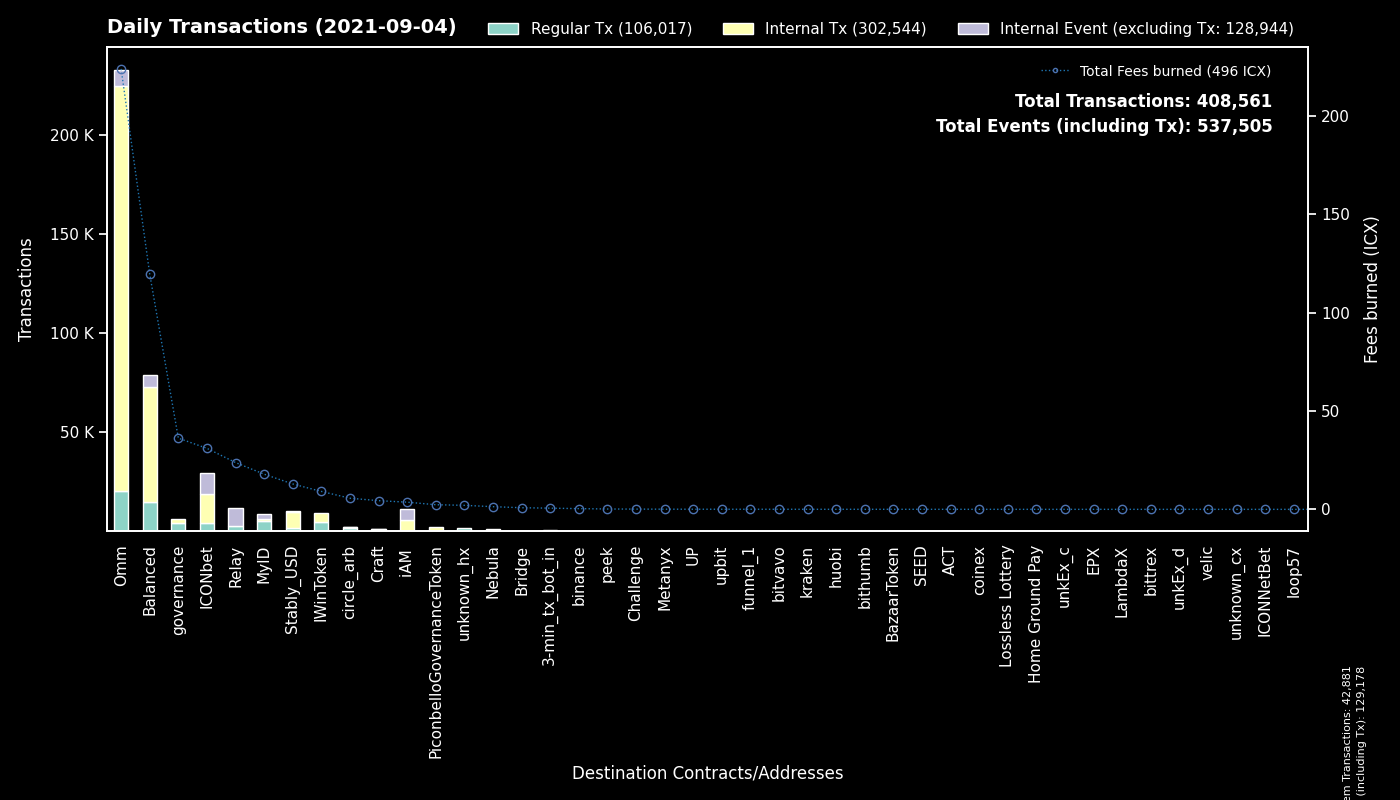 Daily Transactions (2021-09-04)
Regular Tx (106,017)
Internal Tx (302,544)
Internal Event (excluding Tx: 128,944)
Total Fees burned (496 ICX)
Total Transactions: 408,561
Total Events (including Tx): 537,505
Transactions
200 K
150 K
100 K
50 K
200
150
100
50
0
Fees burned (ICX)
Omm
Balanced
governance
ICONbet
Relay
MyID
Stably_USD
IWinToken
circle_arb
Craft
iAM
PiconbelloGovernanceToken
unknown_hx
Nebula
Bridge
3-min_tx_bot_in
binance
peek
Challenge
Metanyx
UP
upbit
funnel_1
bitvavo
kraken
huobi
bithumb
BazaarToken
SEED
ACT
coinex
Lossless Lottery
Home Ground Pay
unkEx_c
EPX
LambdaX
bittrex
unkEx_d
velic
unknown_cx
ICONNetBet
loop57
Destination Contracts/Addresses
em Transactions: 42,881
(including Tx): 129,178